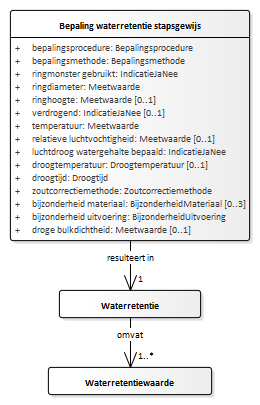 Bepaling waterretentie stapsgewijs
+ bepalingsprocedure: Bepalingsprocedure
+ bepalingsmethode: Bepalingsmethode
+ ringmonster gebruikt: IndicatieJaNee
+ ringdiameter: Meetwaarde
+ ringhoogte: Meetwaarde [0..1]
+ verdrogend: IndicatieJaNee [0..1]
+ temperatuur: Meetwaarde
+ relatieve luchtvochtigheid: Meetwaarde [0..1]
+ luchtdroog watergehalte bepaald: IndicatieJaNee
+ droogtemperatuur: Droogtemperatuur [0..1]
+ droogtijd: Droogtijd
+ zoutcorrectiemethode: Zoutcorrectiemethode
+ bijzonderheid materiaal: BijzonderheidMateriaal [0..3]
+ bijzonderheid uitvoering: BijzonderheidUitvoering
+ droge bulkdichtheid: Meetwaarde [0..1]
resulteert in
1
Waterretentie
omvat
1..*
Waterretentiewaarde